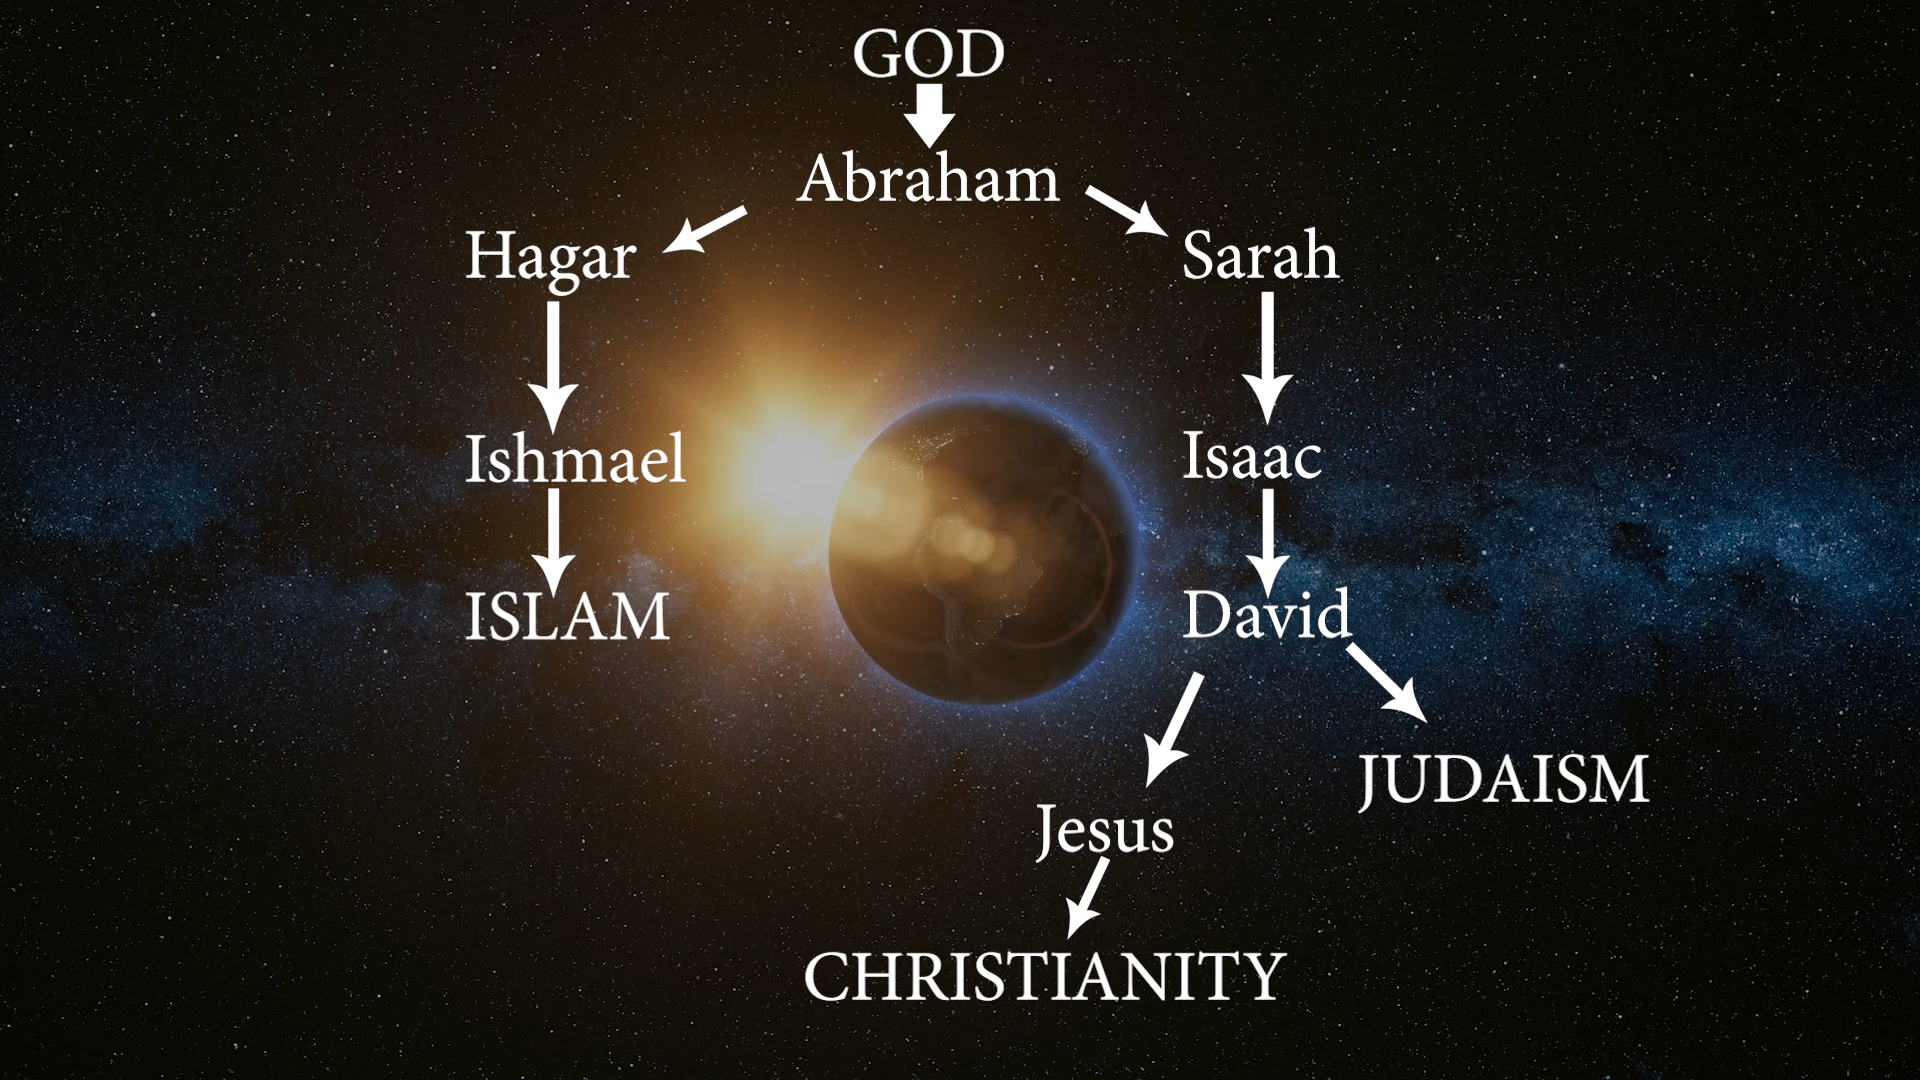 GOD
Abraham
Hagar
Sarah
Ishmael
Isaac
ISLAM
David
JUDAISM
Jesus
CHRISTIANITY